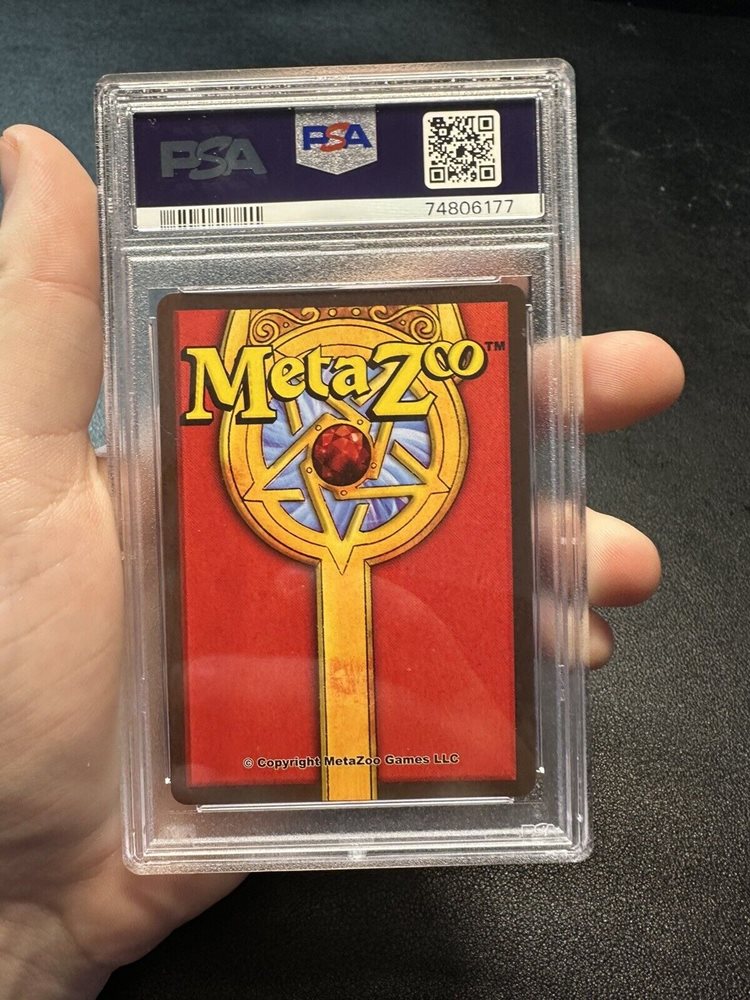 PSA PSA
74806177
MetaZoo™
© Copyright MetaZoo Games LLC